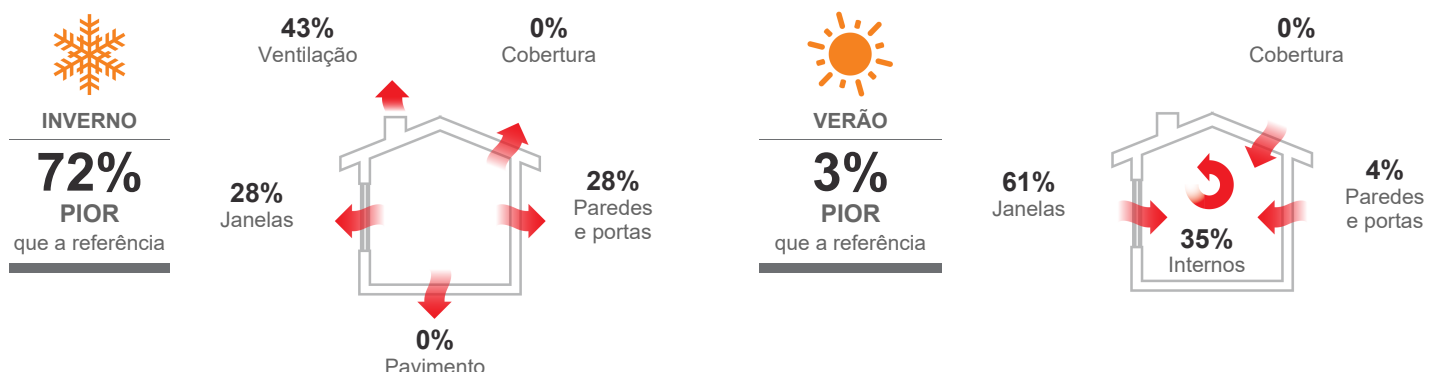 INVERNO
72%
PIOR
que a referência
43%
Ventilação
0%
Cobertura
28%
Janelas
28%
Paredes
e portas
0%
Pavimento
VERÃO
3%
PIOR
que a referência
0%
Cobertura
61%
Janelas
4%
Paredes
e portas
35%
Internos